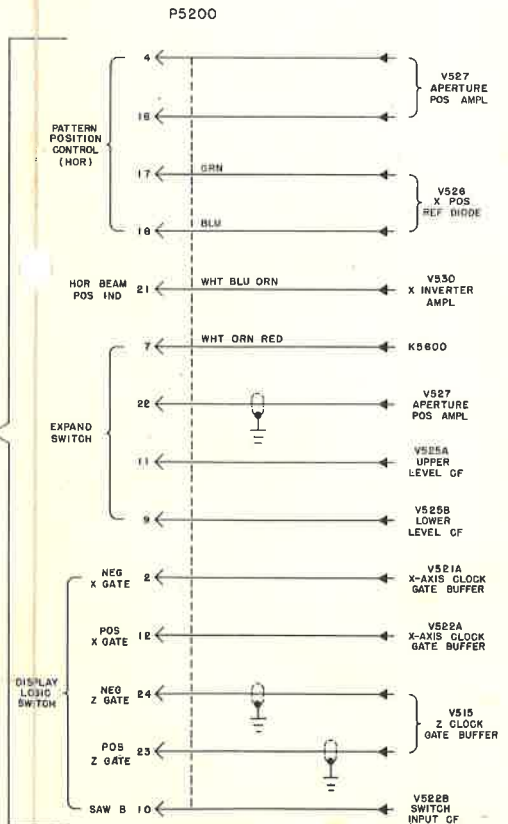 P5200
4
V527
APERTURE
POS AMPL
16
PATTERN
POSITION
CONTROL
(HOR)
17 GRN
V526
X POS
REF DIODE
18 BLU
HOR BEAM
POS IND
21 WHT BLU ORN
V530
X INVERTER
AMPL
7 WHT ORN RED
K5600
22
V527
APERTURE
POS AMPL
EXPAND
SWITCH
11
V525A
UPPER
LEVEL CF
9
V525B
LOWER
LEVEL CF
NEG
X GATE
2
V521A
X-AXIS CLOCK
GATE BUFFER
POS
X GATE
12
V522A
X-AXIS CLOCK
GATE BUFFER
DISPLAY
LOGIC
SWITCH
NEG
Z GATE
24
V515
Z CLOCK
GATE BUFFER
POS
Z GATE
23
SAW B 10
V522B
SWITCH
INPUT CF